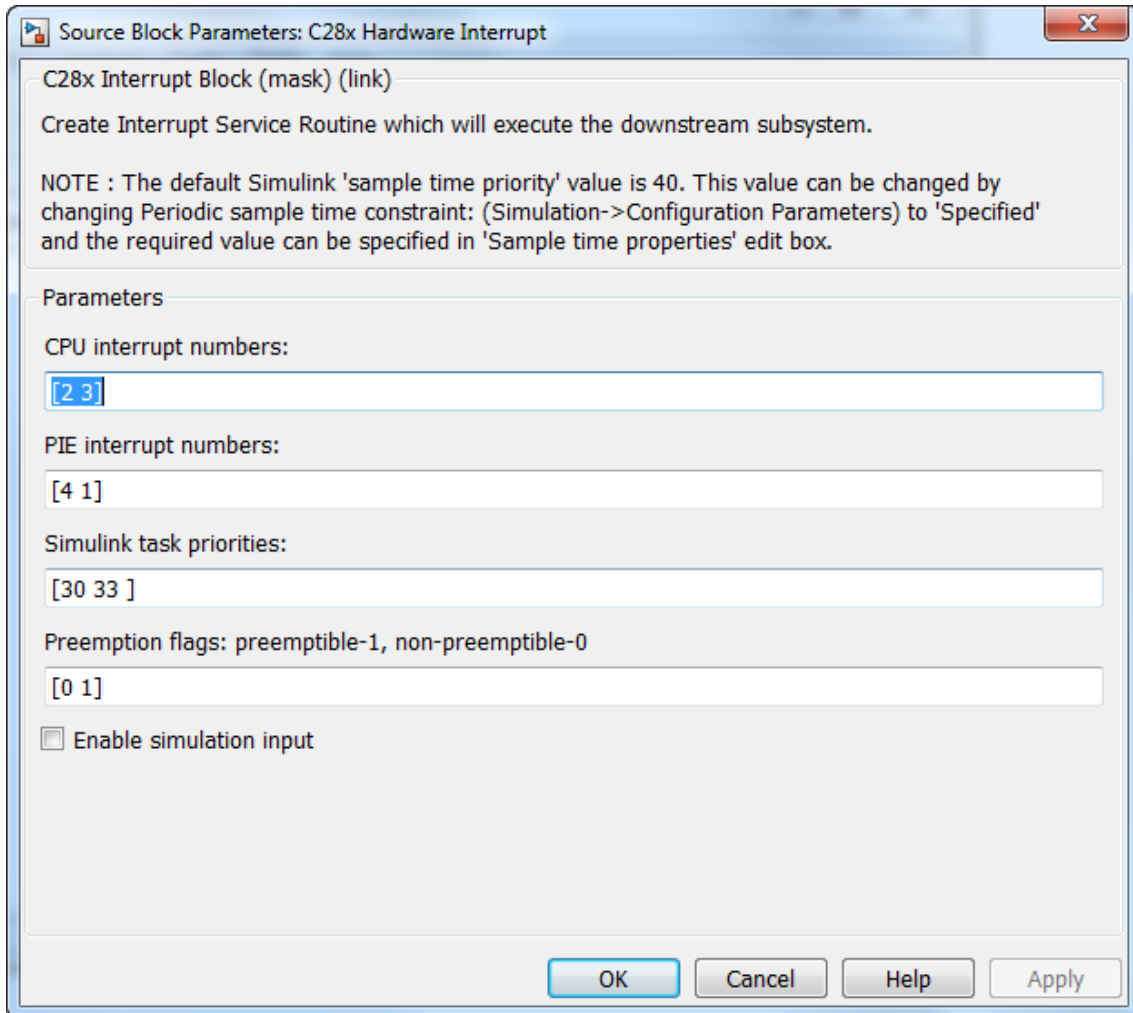 Source Block Parameters: C28x Hardware Interrupt
C28x Interrupt Block (mask) (link)
Create Interrupt Service Routine which will execute the downstream subsystem.
NOTE : The default Simulink 'sample time priority' value is 40. This value can be changed by
changing Periodic sample time constraint: (Simulation->Configuration Parameters) to 'Specified'
and the required value can be specified in 'Sample time properties' edit box.
Parameters
CPU interrupt numbers:
[2 3]
PIE interrupt numbers:
[4 1]
Simulink task priorities:
[30 33 ]
Preemption flags: preemptible-1, non-preemptible-0
[0 1]
Enable simulation input
OK Cancel Help Apply